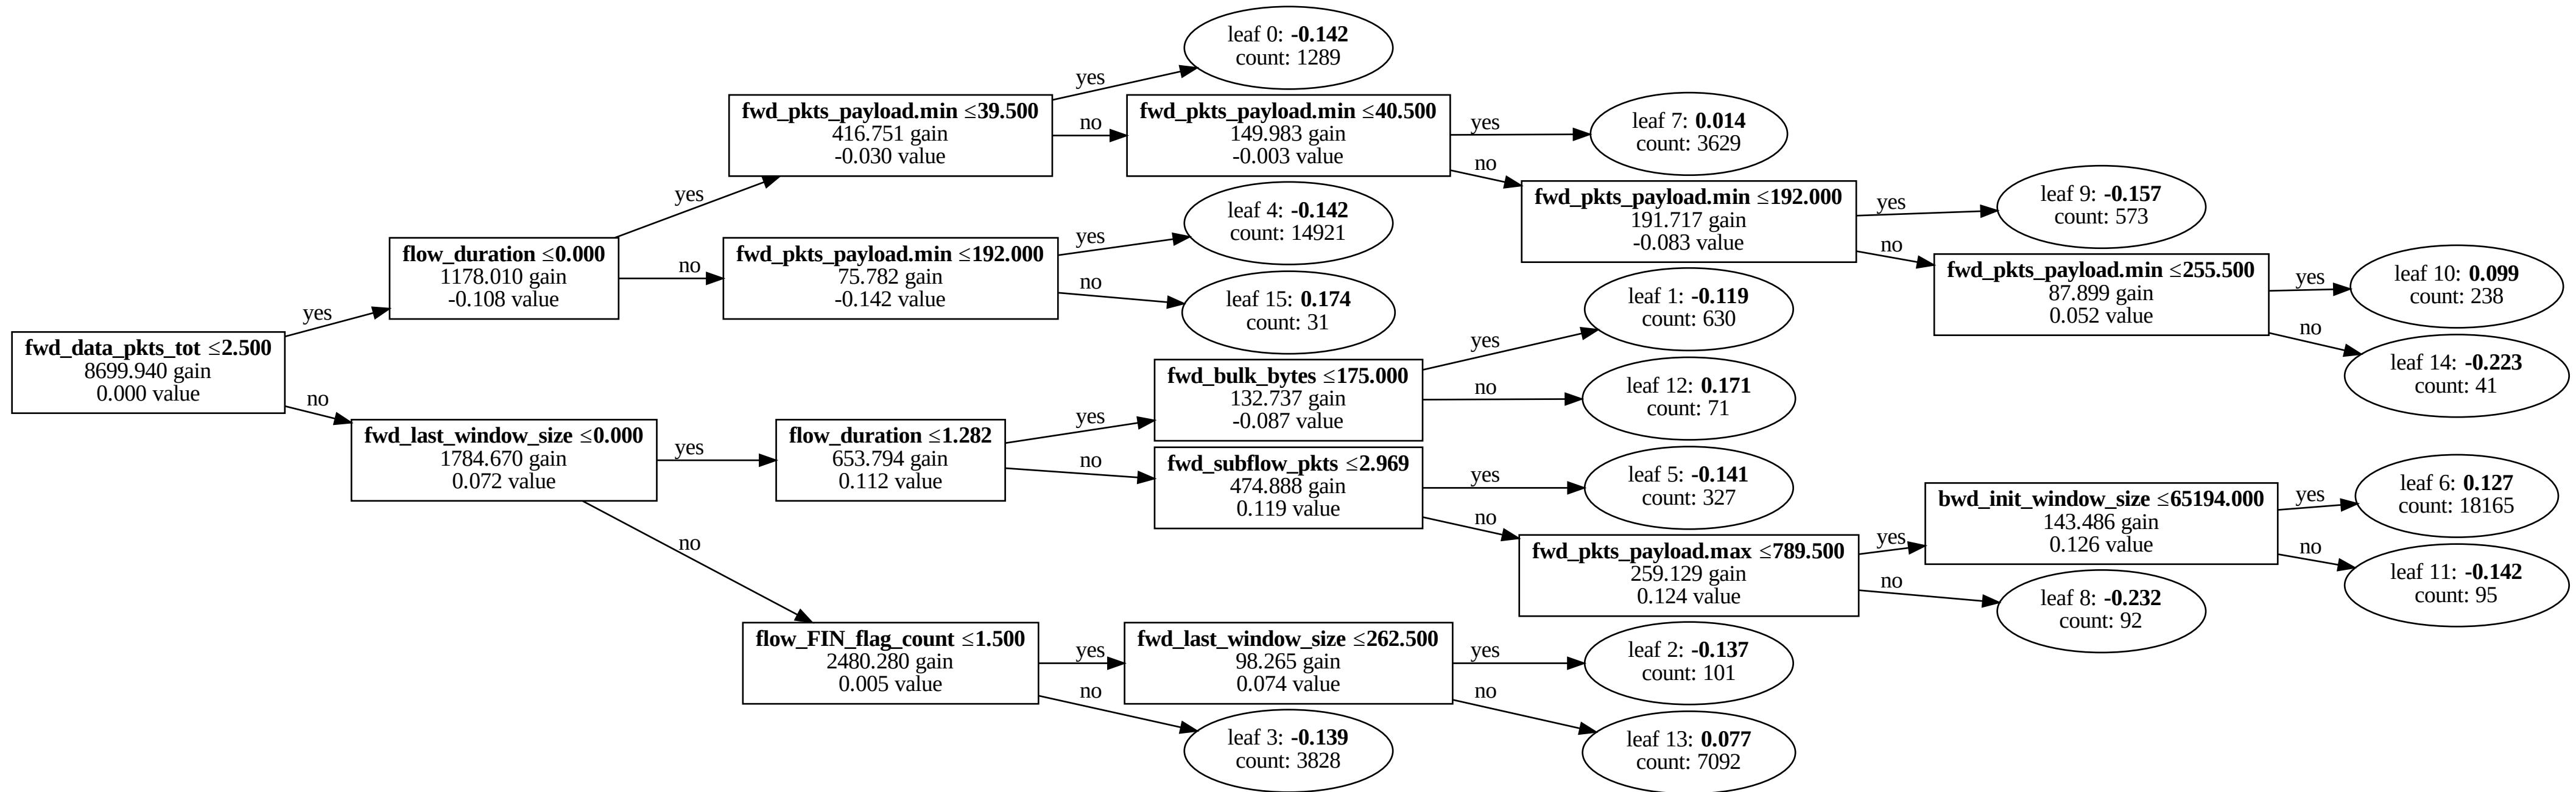 leaf 0: -0.142
count: 1289
yes
fwd_pkts_payload.min ≤39.500
416.751 gain
-0.030 value
no
fwd_pkts_payload.min ≤40.500
149.983 gain
-0.003 value
yes
leaf 7: 0.014
count: 3629
no
fwd_pkts_payload.min ≤192.000
191.717 gain
-0.083 value
yes
leaf 9: -0.157
count: 573
no
fwd_pkts_payload.min ≤255.500
87.899 gain
0.052 value
yes
leaf 10: 0.099
count: 238
no
leaf 14: -0.223
count: 41
yes
flow_duration ≤0.000
1178.010 gain
-0.108 value
no
fwd_pkts_payload.min ≤192.000
75.782 gain
-0.142 value
yes
leaf 4: -0.142
count: 14921
no
leaf 15: 0.174
count: 31
yes
fwd_data_pkts_tot ≤2.500
8699.940 gain
0.000 value
no
fwd_last_window_size ≤0.000
1784.670 gain
0.072 value
yes
flow_duration ≤1.282
653.794 gain
0.112 value
yes
fwd_bulk_bytes ≤175.000
132.737 gain
-0.087 value
yes
leaf 1: -0.119
count: 630
no
leaf 12: 0.171
count: 71
no
fwd_subflow_pkts ≤2.969
474.888 gain
0.119 value
yes
leaf 5: -0.141
count: 327
no
fwd_pkts_payload.max ≤789.500
259.129 gain
0.124 value
yes
bwd_init_window_size ≤65194.000
143.486 gain
0.126 value
yes
leaf 6: 0.127
count: 18165
no
leaf 11: -0.142
count: 95
no
leaf 8: -0.232
count: 92
no
flow_FIN_flag_count ≤1.500
2480.280 gain
0.005 value
yes
fwd_last_window_size ≤262.500
98.265 gain
0.074 value
yes
leaf 2: -0.137
count: 101
no
leaf 13: 0.077
count: 7092
no
leaf 3: -0.139
count: 3828